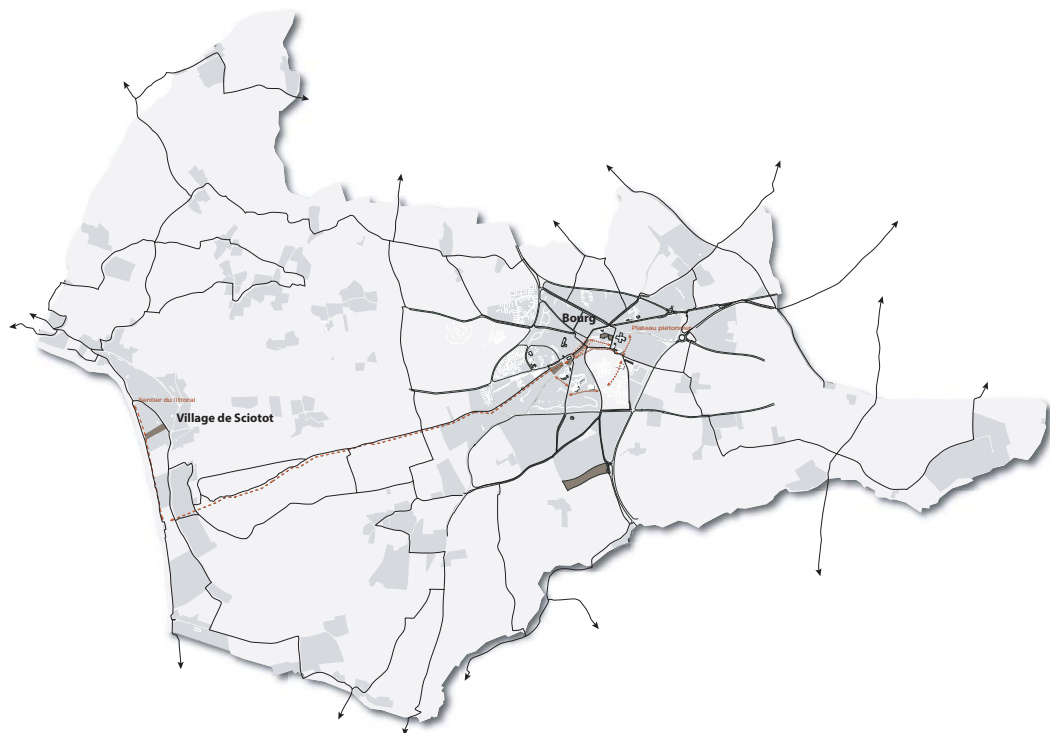 Bourg
Plateau piétonnier
Sentier du littoral
Village de Sciotot